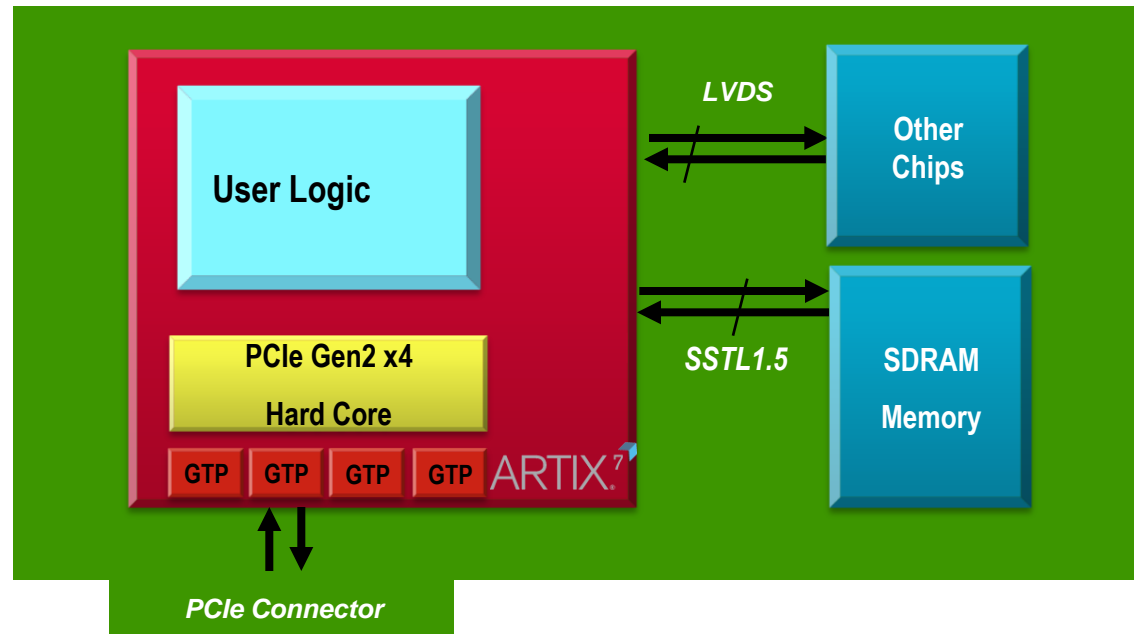 LVDS
Other
Chips
User Logic
PCIe Gen2 x4
Hard Core
SSTL1.5
SDRAM
Memory
GTP GTP GTP GTP ARTIX®7
PCIe Connector